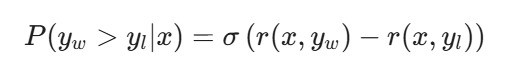 P(y_w > y_l|x) = σ (r(x, y_w) − r(x, y_l))